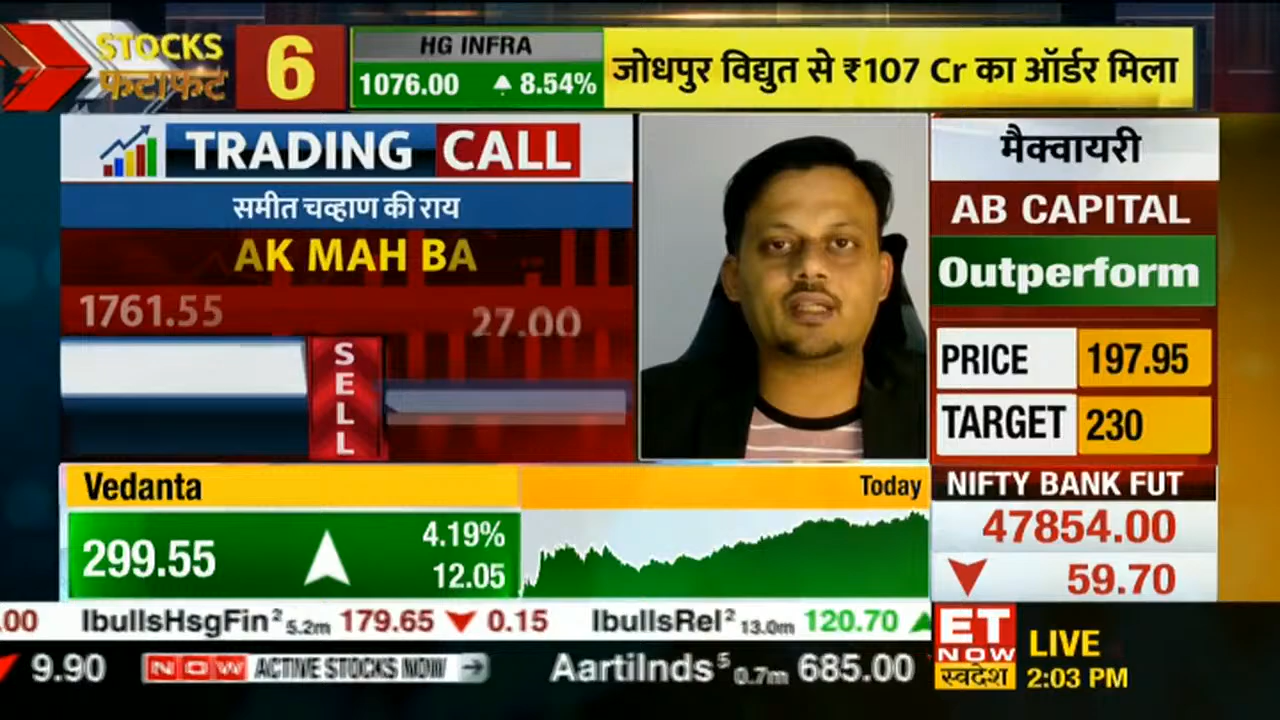 STOCKS
फटाफट
6
HG INFRA
1076.00 8.54%
जोधपुर विद्युत से ₹107 Cr का ऑर्डर मिला
TRADING CALL
समीत चव्हाण की राय
AK MAH BA
1761.55 27.00
SELL
मैक्वायरी
AB CAPITAL
Outperform
PRICE 197.95
TARGET 230
Vedanta
Today
299.55
4.19%
12.05
NIFTY BANK FUT
47854.00
59.70
.00 IbullsHsgFin² 5.2m 179.65 0.15 IbullsRel² 13.0m 120.70
9.90 NOW ACTIVE STOCKS NOW AartiInds⁵ 0.7m 685.00
ET
NOW
स्वदेश
LIVE
2:03 PM